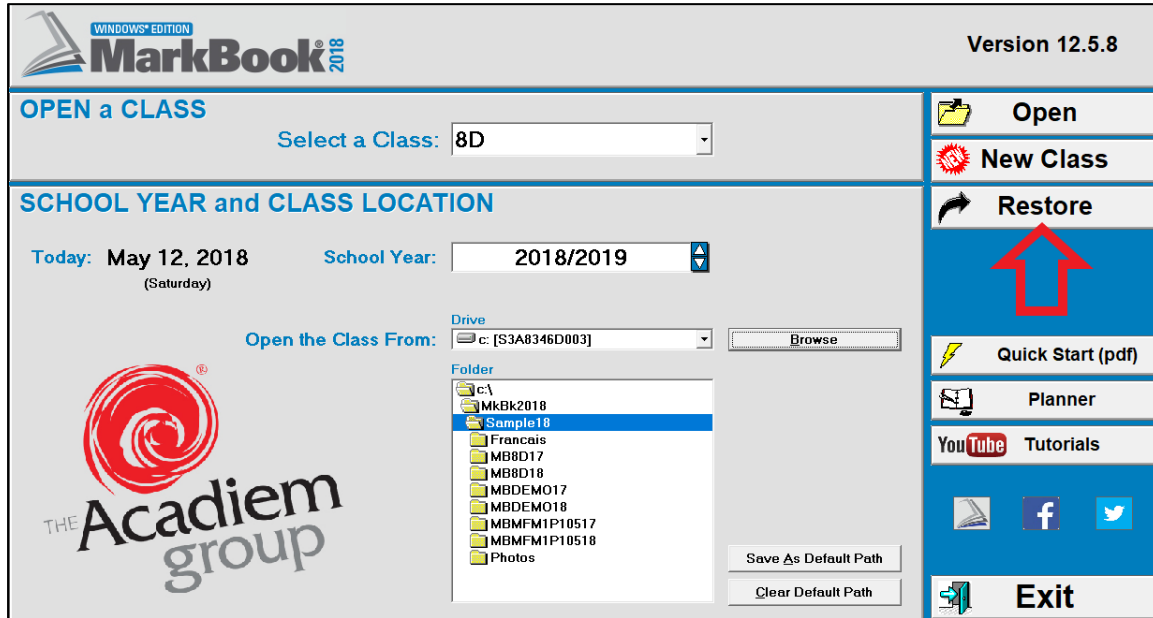 WINDOWS® EDITION
MarkBook® 2018
Version 12.5.8
OPEN a CLASS
Select a Class: 8D
Open
New Class
SCHOOL YEAR and CLASS LOCATION
Restore
Today: May 12, 2018
(Saturday)
School Year: 2018/2019
Drive
Open the Class From: c: [S3A8346D003]
Browse
Folder
c:\
MkBk2018
Sample18
Francais
MB8D17
MB8D18
MBDEMO17
MBDEMO18
MBMFM1P10517
MBMFM1P10518
Photos
Quick Start (pdf)
Planner
YouTube Tutorials
®
THE Acadiem
group
f
Save As Default Path
Clear Default Path
Exit